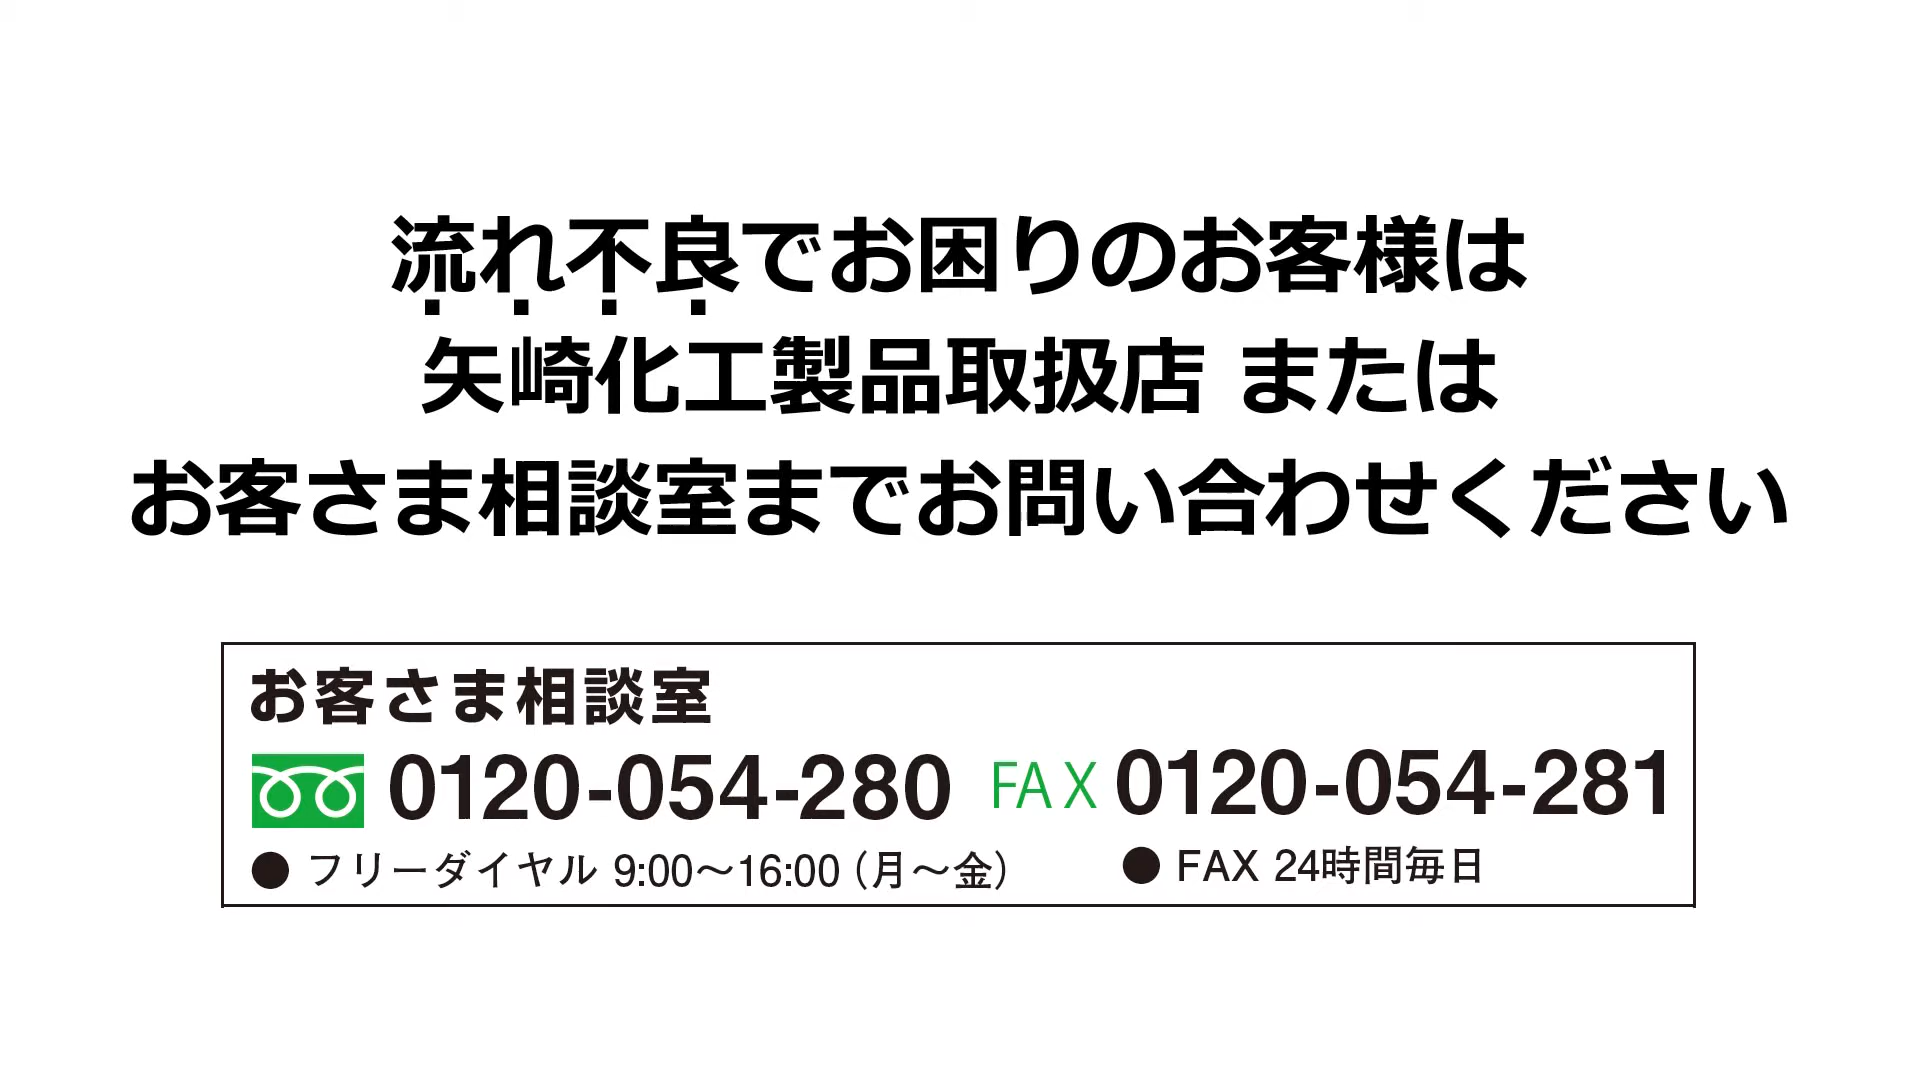 流れ不良でお困りのお客様は
矢崎化工製品取扱店 または
お客さま相談室までお問い合わせください
お客さま相談室
0120-054-280 FAX 0120-054-281
● フリーダイヤル 9:00～16:00（月～金） ● FAX 24時間毎日